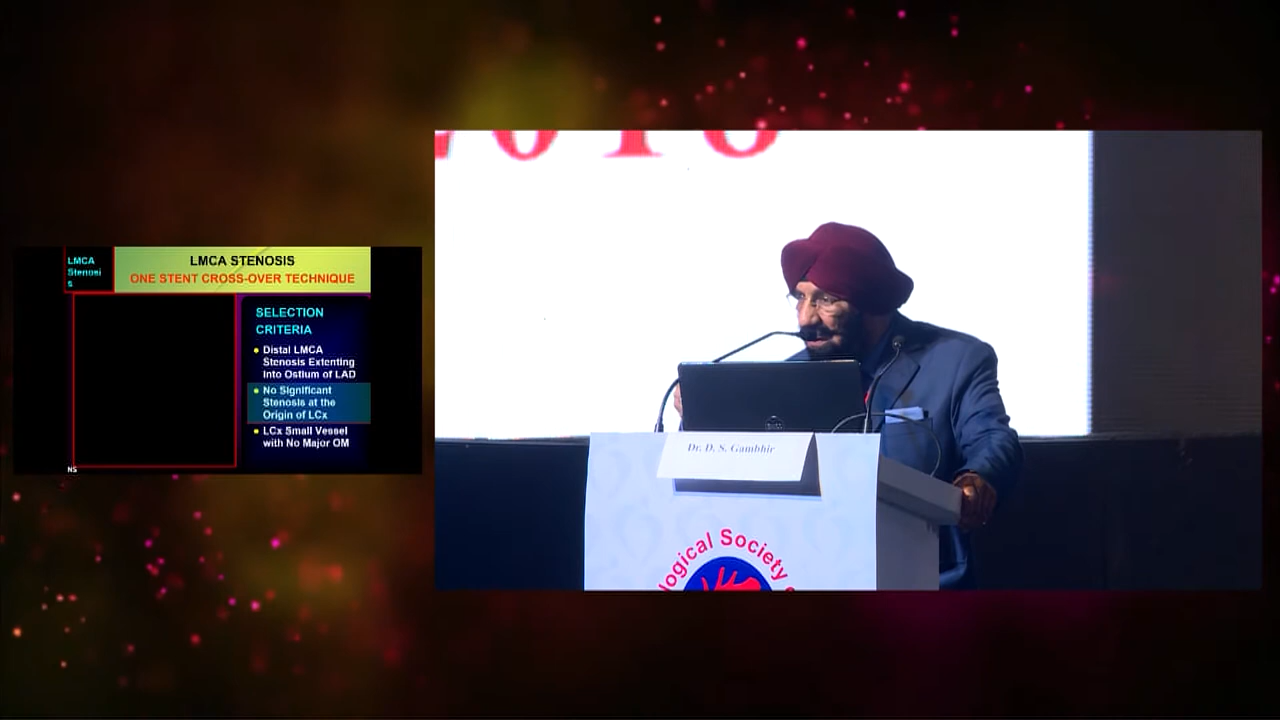 LMCA
Stenosi
s
LMCA STENOSIS
ONE STENT CROSS-OVER TECHNIQUE
SELECTION
CRITERIA
Distal LMCA
Stenosis Extenting
into Ostium of LAD
No Significant
Stenosis at the
Origin of LCx
LCx Small Vessel
with No Major OM
NS
2018
Dr. D. S. Gambhir
logical Society